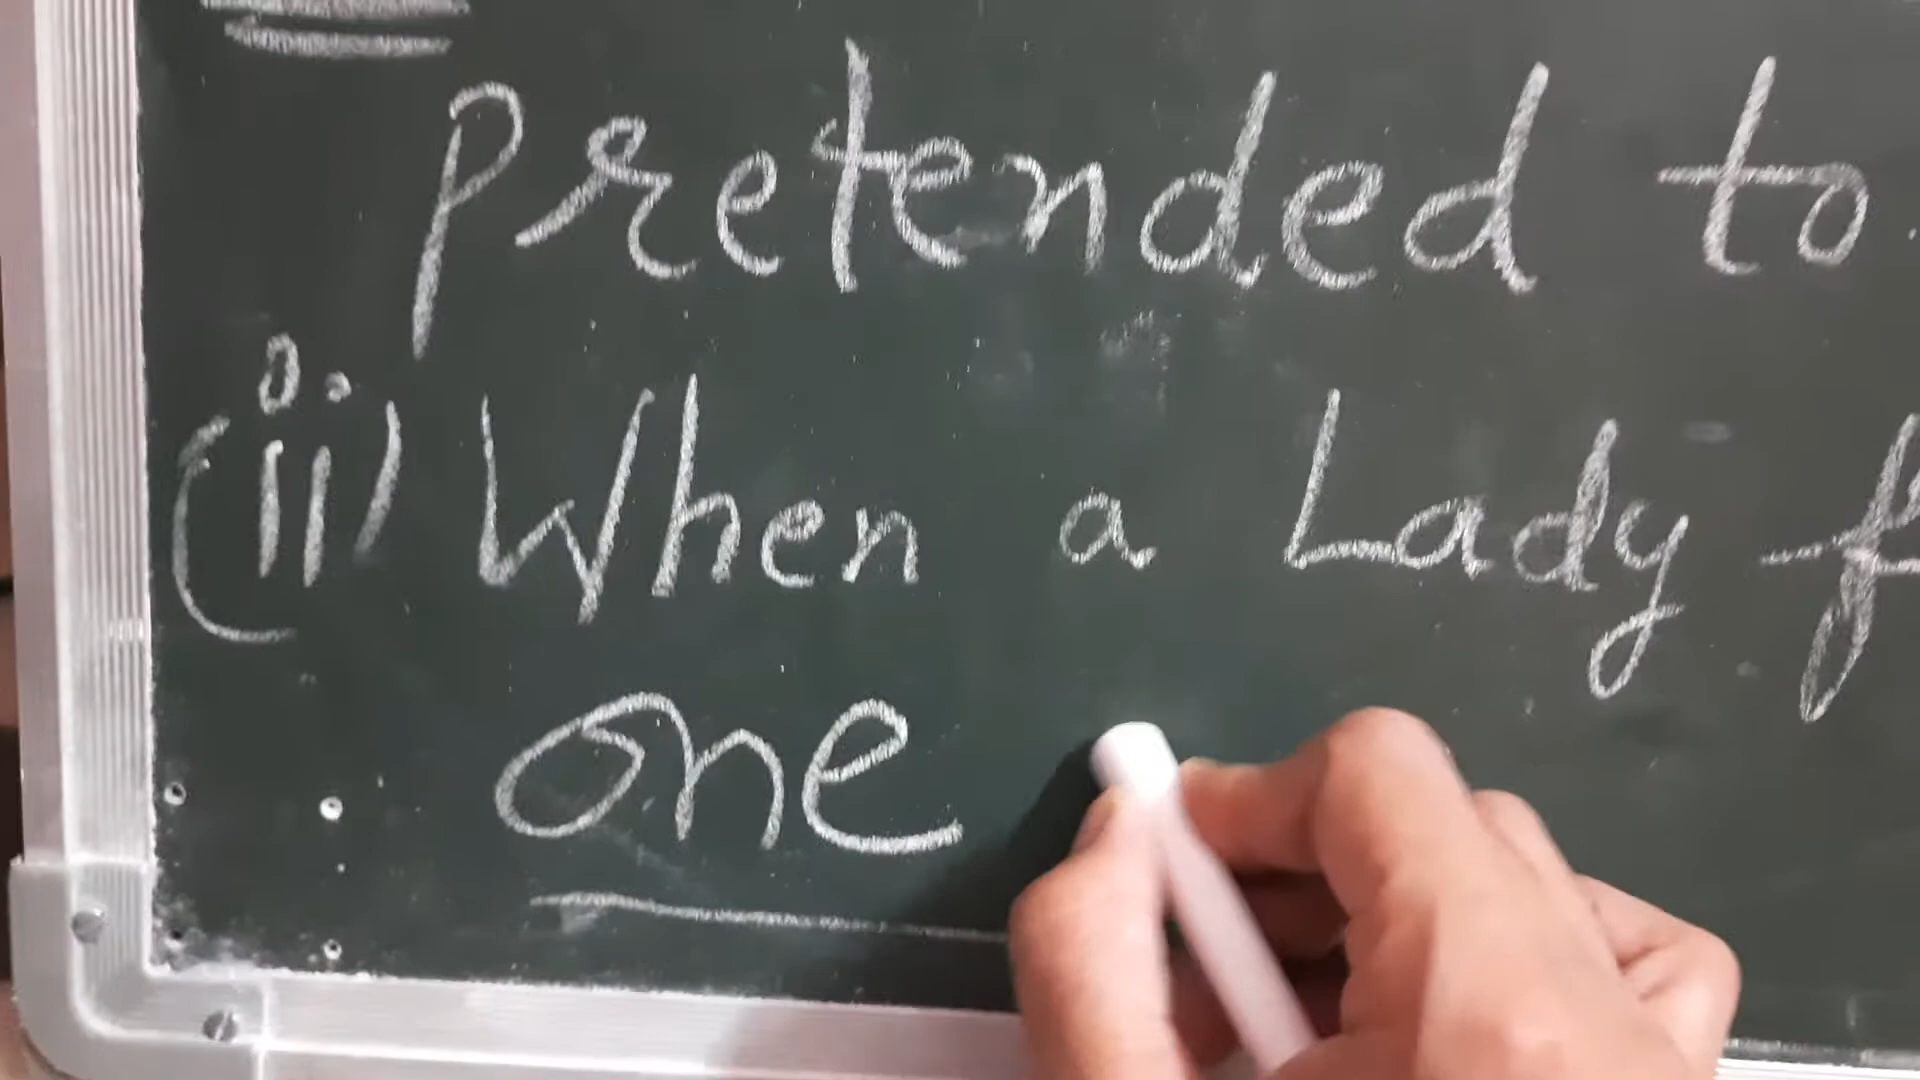 Pretended to
(ii) When a Lady
one